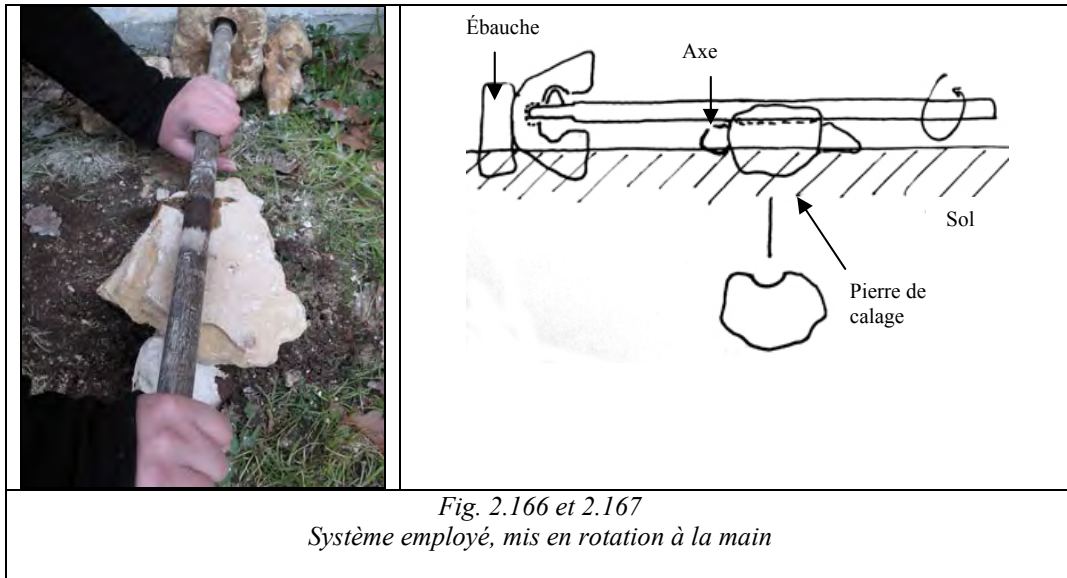 Ébauche
Axe
Sol
Pierre de
calage
Fig. 2.166 et 2.167
Système employé, mis en rotation à la main